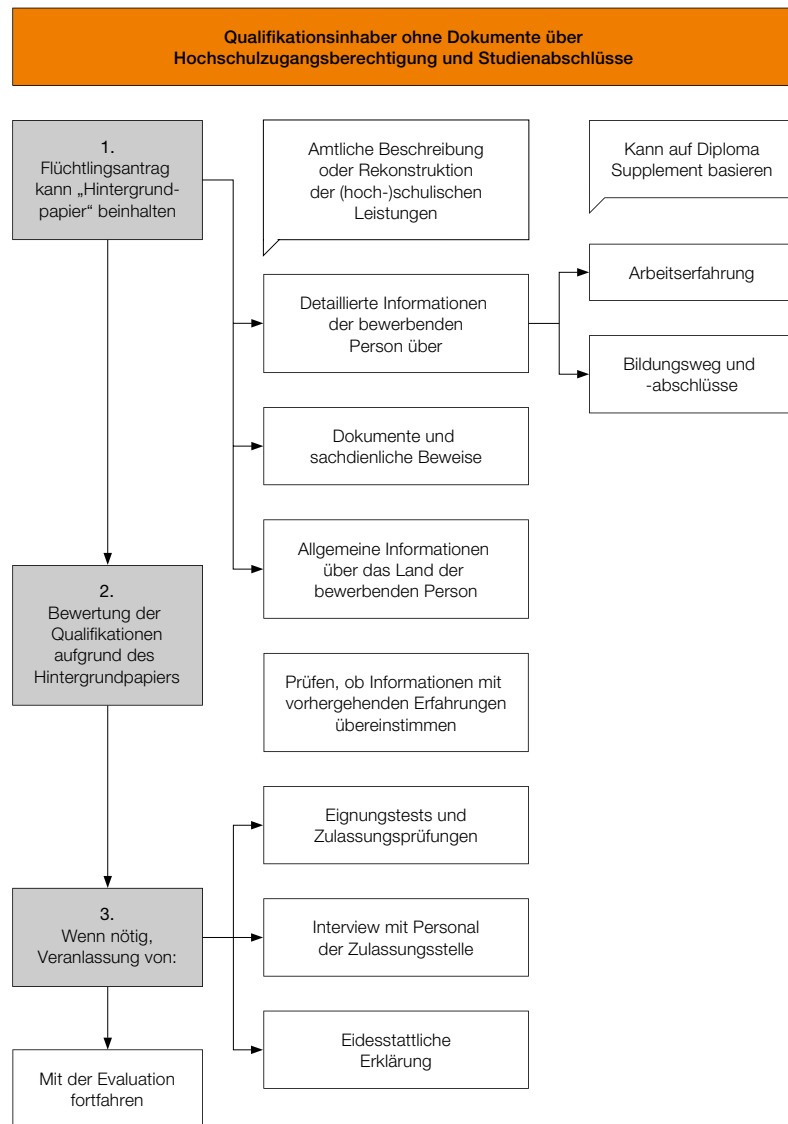 Qualifikationsinhaber ohne Dokumente über
Hochschulzugangsberechtigung und Studienabschlüsse
1.
Flüchtlingsantrag
kann „Hintergrund-
papier“ beinhalten
Amtliche Beschreibung
oder Rekonstruktion
der (hoch-)schulischen
Leistungen
Kann auf Diploma
Supplement basieren
Detaillierte Informationen
der bewerbenden
Person über
Arbeitserfahrung
Bildungsweg und
-abschlüsse
Dokumente und
sachdienliche Beweise
Allgemeine Informationen
über das Land der
bewerbenden Person
2.
Bewertung der
Qualifikationen
aufgrund des
Hintergrundpapiers
Prüfen, ob Informationen mit
vorhergehenden Erfahrungen
übereinstimmen
Eignungstests und
Zulassungsprüfungen
3.
Wenn nötig,
Veranlassung von:
Interview mit Personal
der Zulassungsstelle
Eidesstattliche
Erklärung
Mit der Evaluation
fortfahren